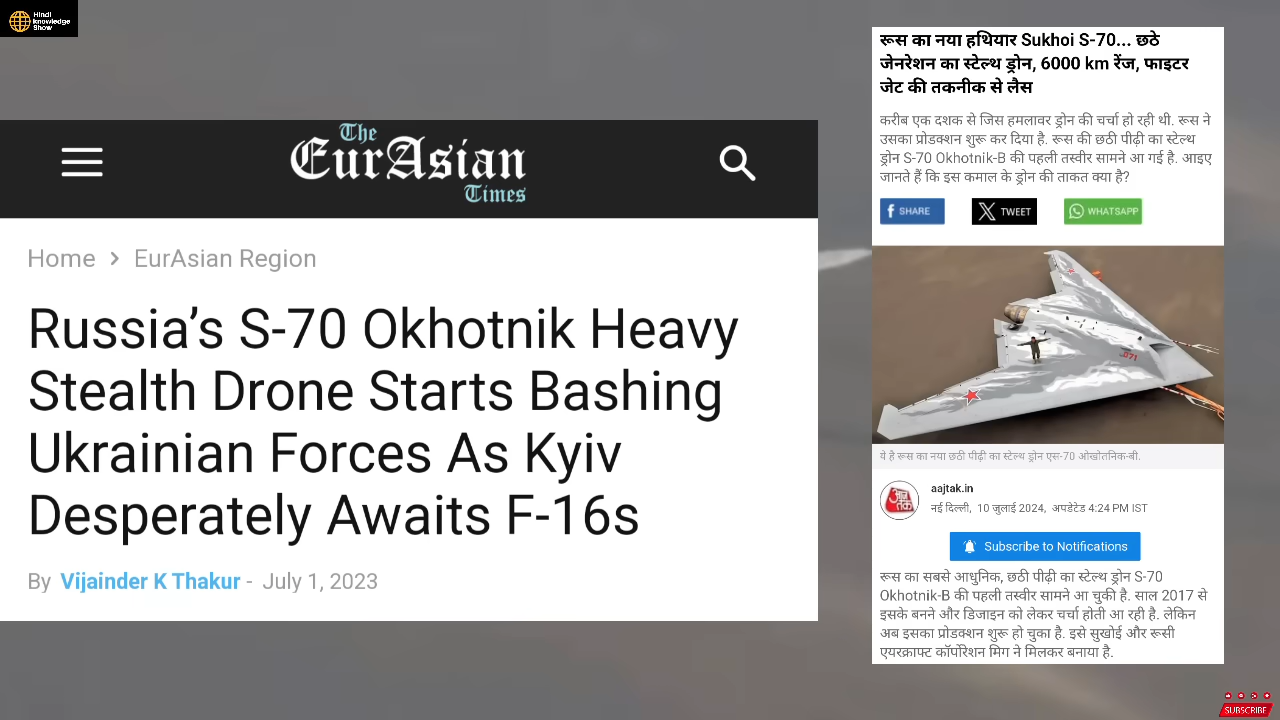 Hindi
knowledge
Show
The
EurAsian
Times
Home > EurAsian Region
Russia’s S-70 Okhotnik Heavy
Stealth Drone Starts Bashing
Ukrainian Forces As Kyiv
Desperately Awaits F-16s
By Vijainder K Thakur - July 1, 2023
रूस का नया हथियार Sukhoi S-70... छठे
जेनरेशन का स्टेल्थ ड्रोन, 6000 km रेंज, फाइटर
जेट की तकनीक से लैस
करीब एक दशक से जिस हमलावर ड्रोन की चर्चा हो रही थी. रूस ने
उसका प्रोडक्शन शुरू कर दिया है. रूस की छठी पीढ़ी का स्टेल्थ
ड्रोन S-70 Okhotnik-B की पहली तस्वीर सामने आ गई है. आइए
जानते हैं कि इस कमाल के ड्रोन की ताकत क्या है?
SHARE TWEET WHATSAPP
071
ये है रूस का नया छठी पीढ़ी का स्टेल्थ ड्रोन एस-70 ओखोतनिक-बी.
आज तक
aajtak.in
नई दिल्ली, 10 जुलाई 2024, अपडेटेड 4:24 PM IST
Subscribe to Notifications
रूस का सबसे आधुनिक, छठी पीढ़ी का स्टेल्थ ड्रोन S-70
Okhotnik-B की पहली तस्वीर सामने आ चुकी है. साल 2017 से
इसके बनने और डिजाइन को लेकर चर्चा होती आ रही है. लेकिन
अब इसका प्रोडक्शन शुरू हो चुका है. इसे सुखोई और रूसी
एयरक्राफ्ट कॉर्पोरेशन मिग ने मिलकर बनाया है.
SUBSCRIBE